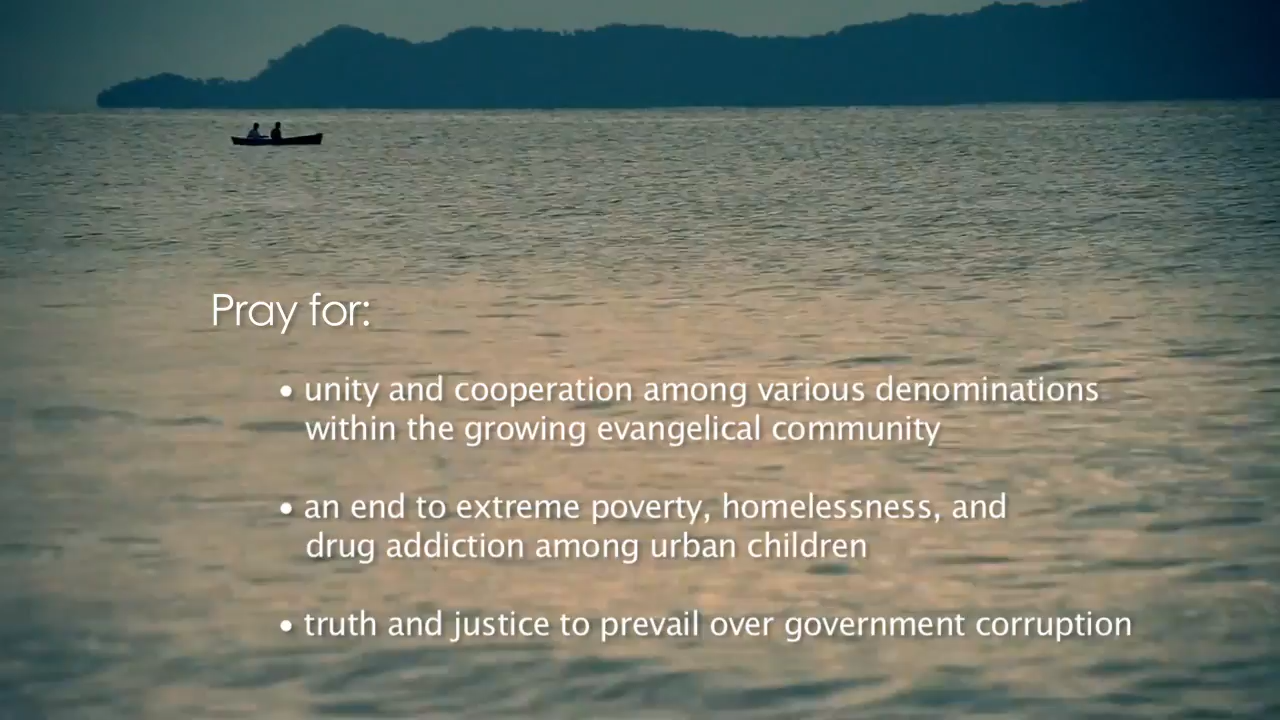 Pray for:
• unity and cooperation among various denominations
within the growing evangelical community
• an end to extreme poverty, homelessness, and
drug addiction among urban children
• truth and justice to prevail over government corruption